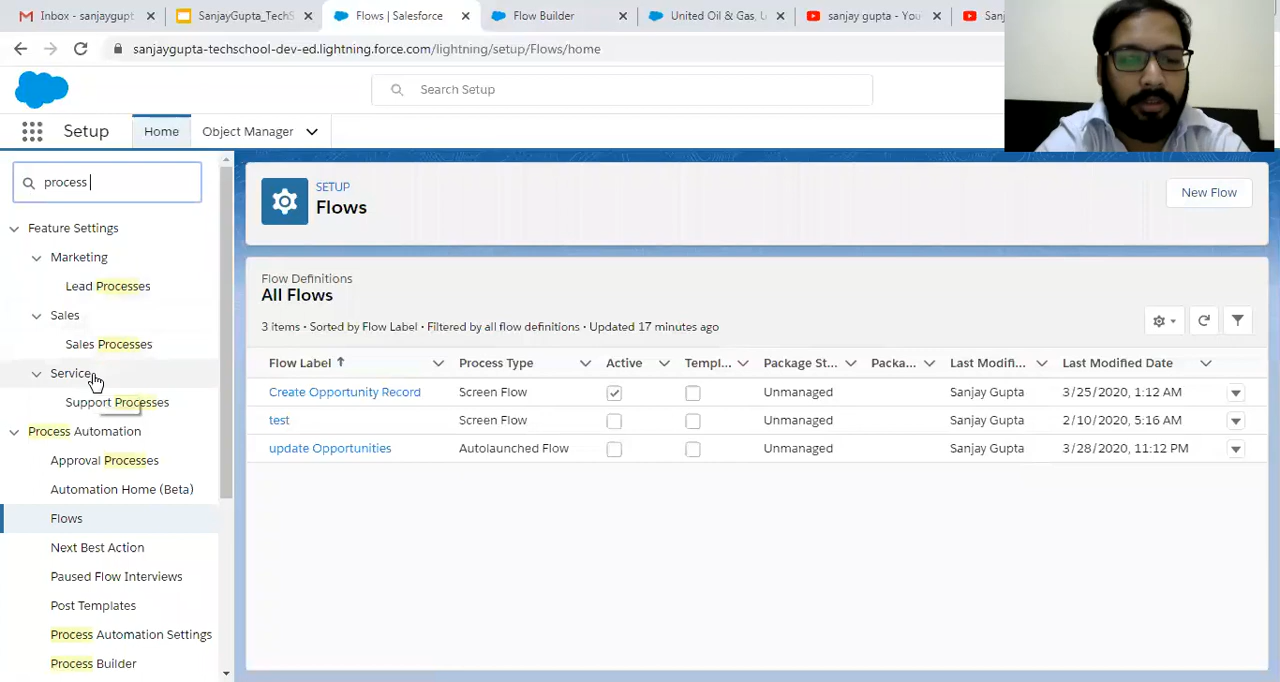 Inbox - sanjaygupt
SanjayGupta_TechS
Flows | Salesforce
Flow Builder
United Oil & Gas, U
sanjay gupta - You
Sanj
sanjaygupta-techschool-dev-ed.lightning.force.com/lightning/setup/Flows/home
Search Setup
Setup
Home
Object Manager
process
Feature Settings
Marketing
Lead Processes
Sales
Sales Processes
Service
Support Processes
Process Automation
Approval Processes
Automation Home (Beta)
Flows
Next Best Action
Paused Flow Interviews
Post Templates
Process Automation Settings
Process Builder
SETUP
Flows
New Flow
Flow Definitions
All Flows
3 Items • Sorted by Flow Label • Filtered by all flow definitions • Updated 17 minutes ago
Flow Label Process Type Active Templ... Package St... Packa... Last Modifi... Last Modified Date
Create Opportunity Record Screen Flow Unmanaged Sanjay Gupta 3/25/2020, 1:12 AM
test Screen Flow Unmanaged Sanjay Gupta 2/10/2020, 5:16 AM
update Opportunities Autolaunched Flow Unmanaged Sanjay Gupta 3/28/2020, 11:12 PM